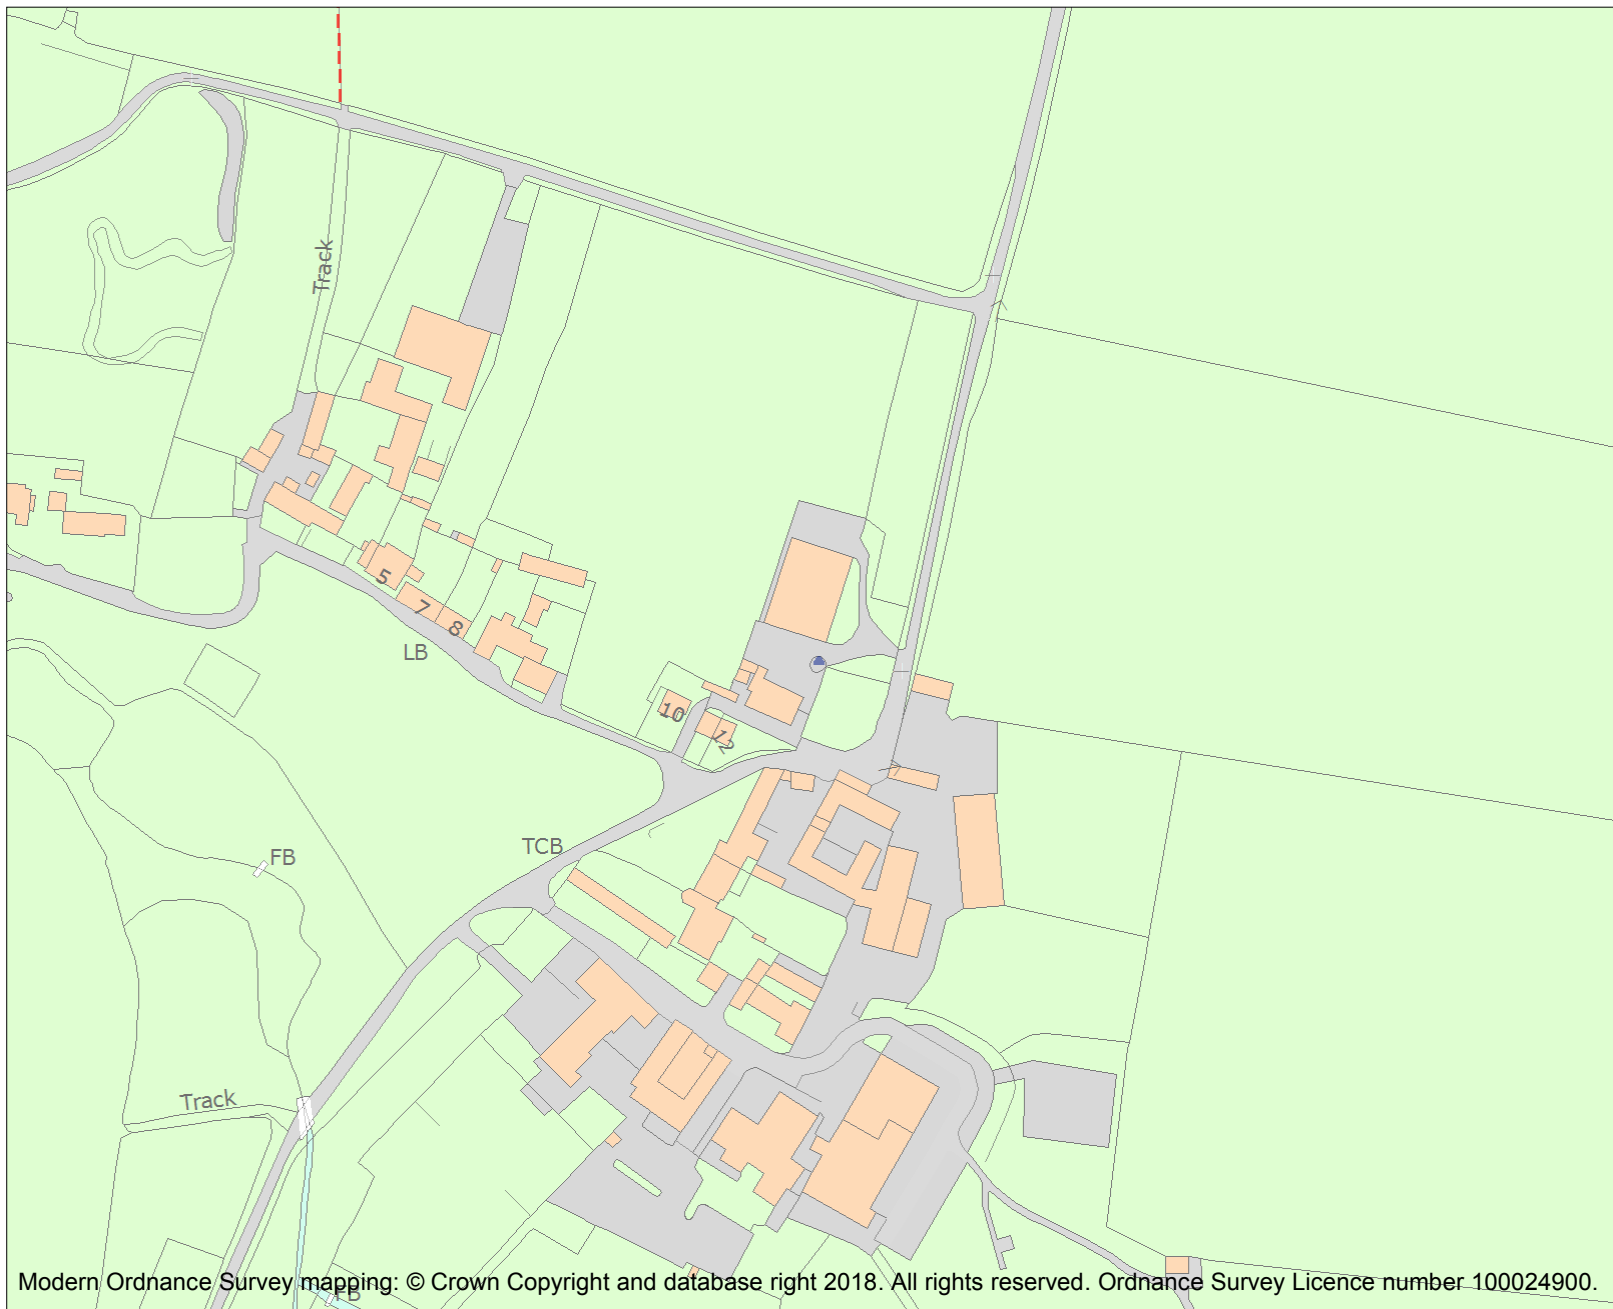 Track
5
7
8
LB
10
12
TCB
FB
Track
Modern Ordnance Survey mapping: © Crown Copyright and database right 2018. All rights reserved. Ordnance Survey Licence number 100024900.
FB